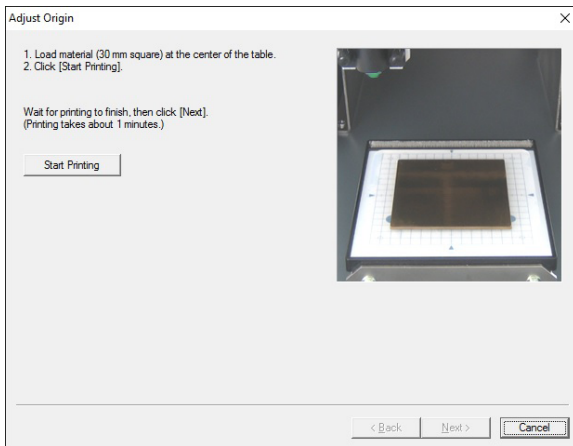 Adjust Origin
1. Load material (30 mm square) at the center of the table.
2. Click [Start Printing].
Wait for printing to finish, then click [Next].
(Printing takes about 1 minutes.)
Start Printing
< Back
Next >
Cancel